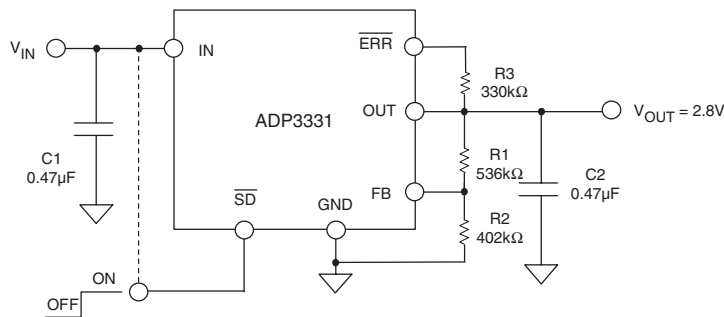 V_IN
IN
C1
0.47µF
ADP3331
ERR
OUT
FB
SD
GND
R3
330kΩ
R1
536kΩ
R2
402kΩ
C2
0.47µF
V_OUT = 2.8V
ON
OFF